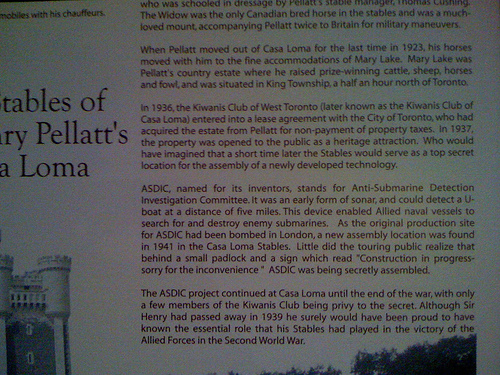 mobiles with his chauffeurs.
tables of
ry Pellatt's
a Loma
who was schooled in dressage by Pellatt's stable manager, Thomas Cushing.
The Widow was the only Canadian bred horse in the stables and was a much-
loved mount, accompanying Pellatt twice to Britain for military maneuvers.
When Pellatt moved out of Casa Loma for the last time in 1923, his horses
moved with him to the fine accommodations of Mary Lake. Mary Lake was
Pellatt's country estate where he raised prize-winning cattle, sheep, horses
and fowl, and was situated in King Township, a half an hour north of Toronto.
In 1936, the Kiwanis Club of West Toronto (later known as the Kiwanis Club of
Casa Loma) entered into a lease agreement with the City of Toronto, who had
acquired the estate from Pellatt for non-payment of property taxes. In 1937,
the property was opened to the public as a heritage attraction. Who would
have imagined that a short time later the Stables would serve as a top secret
location for the assembly of a newly developed technology.
ASDIC, named for its inventors, stands for Anti-Submarine Detection
Investigation Committee. It was an early form of sonar, and could detect a U-
boat at a distance of five miles. This device enabled Allied naval vessels to
search for and destroy enemy submarines. As the original production site
for ASDIC had been bombed in London, a new assembly location was found
in 1941 in the Casa Loma Stables. Little did the touring public realize that
behind a small padlock and a sign which read "Construction in progress-
sorry for the inconvenience" ASDIC was being secretly assembled.
The ASDIC project continued at Casa Loma until the end of the war, with only
a few members of the Kiwanis Club being privy to the secret. Although Sir
Henry had passed away in 1939 he surely would have been proud to have
known the essential role that his Stables had played in the victory of the
Allied Forces in the Second World War.